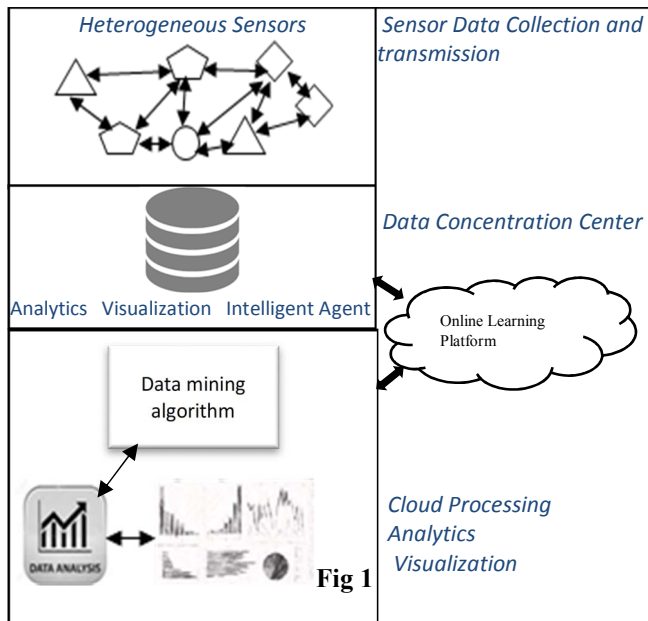 Heterogeneous Sensors
Sensor Data Collection and
transmission
Data Concentration Center
Analytics Visualization Intelligent Agent
Online Learning
Platform
Data mining
algorithm
DATA ANALYSIS
Cloud Processing
Analytics
Visualization
Fig 1